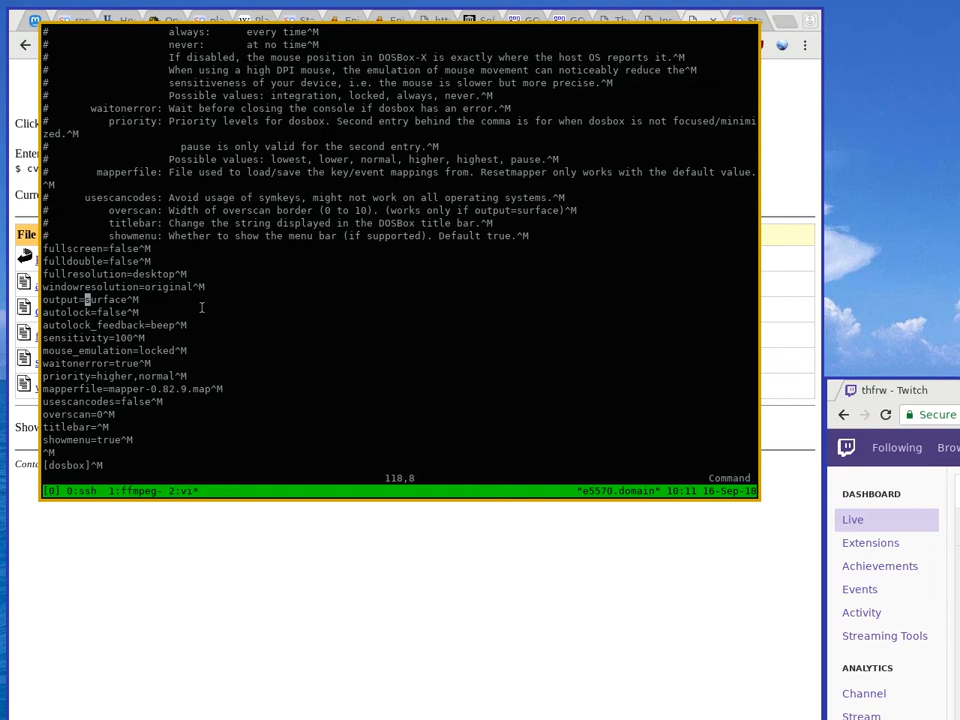 #                    always:      every time^M
#                    never:       at no time^M
#                    If disabled, the mouse position in DOSBox-X is exactly where the host OS reports it.^M
#                    When using a high DPI mouse, the emulation of mouse movement can noticeably reduce the^M
#                    sensitiveness of your device, i.e. the mouse is slower but more precise.^M
#                    Possible values: integration, locked, always, never.^M
#       waitonerror: Wait before closing the console if dosbox has an error.^M
#          priority: Priority levels for dosbox. Second entry behind the comma is for when dosbox is not focused/minimi
zed.^M
#                      pause is only valid for the second entry.^M
#                    Possible values: lowest, lower, normal, higher, highest, pause.^M
#        mapperfile: File used to load/save the key/event mappings from. Resetmapper only works with the default value.
^M
#      usesscancodes: Avoid usage of symkeys, might not work on all operating systems.^M
#          overscan: Width of overscan border (0 to 10). (works only if output=surface)^M
#          titlebar: Change the string displayed in the DOSBox title bar.^M
#          showmenu: Whether to show the menu bar (if supported). Default true.^M
fullscreen=false^M
fulldouble=false^M
fullresolution=desktop^M
windowresolution=original^M
output=surface^M
autolock=false^M
autolock_feedback=beep^M
sensitivity=100^M
mouse_emulation=locked^M
waitonerror=true^M
priority=higher,normal^M
mapperfile=mapper-0.82.9.map^M
usescancodes=false^M
overscan=0^M
titlebar=^M
showmenu=true^M
^M
[dosbox]^M
118,8 Command
[0] 0:ssh  1:ffmpeg- 2:vi* "e5570.domain" 10:11 16-Sep-18
Click
Enter
$ cv
Curre
File
Show
Conta
thfrw - Twitch
Secure
Following Brow
DASHBOARD
Live
Extensions
Achievements
Events
Activity
Streaming Tools
ANALYTICS
Channel
Stream